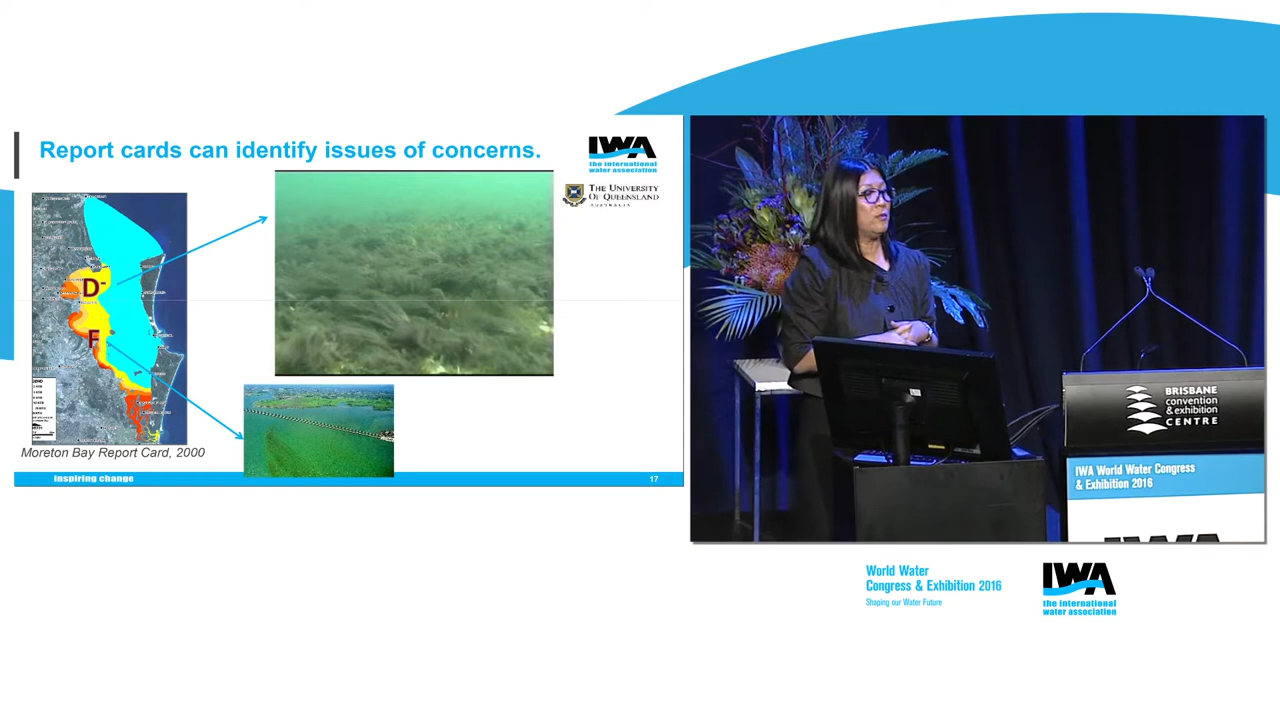 Report cards can identify issues of concerns.
IWA
the international
water association
THE UNIVERSITY
OF QUEENSLAND
AUSTRALIA
D-
F
Moreton Bay Report Card, 2000
inspiring change
17
BRISBANE
convention
& exhibition
CENTRE
IWA World Water Congress
& Exhibition 2016
IWA
World Water
Congress & Exhibition 2016
Shaping our Water Future
IWA
the international
water association